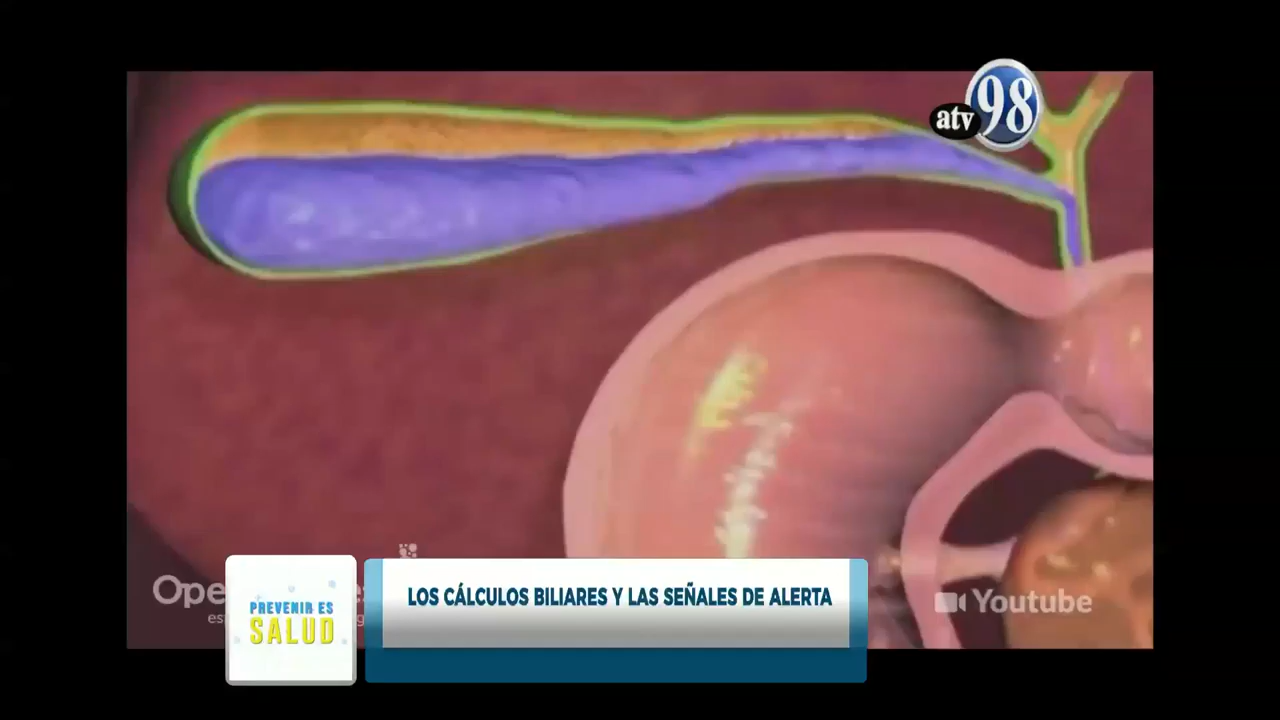 atv 98
LOS CÁLCULOS BILIARES Y LAS SEÑALES DE ALERTA
PREVENIR ES
SALUD
Youtube